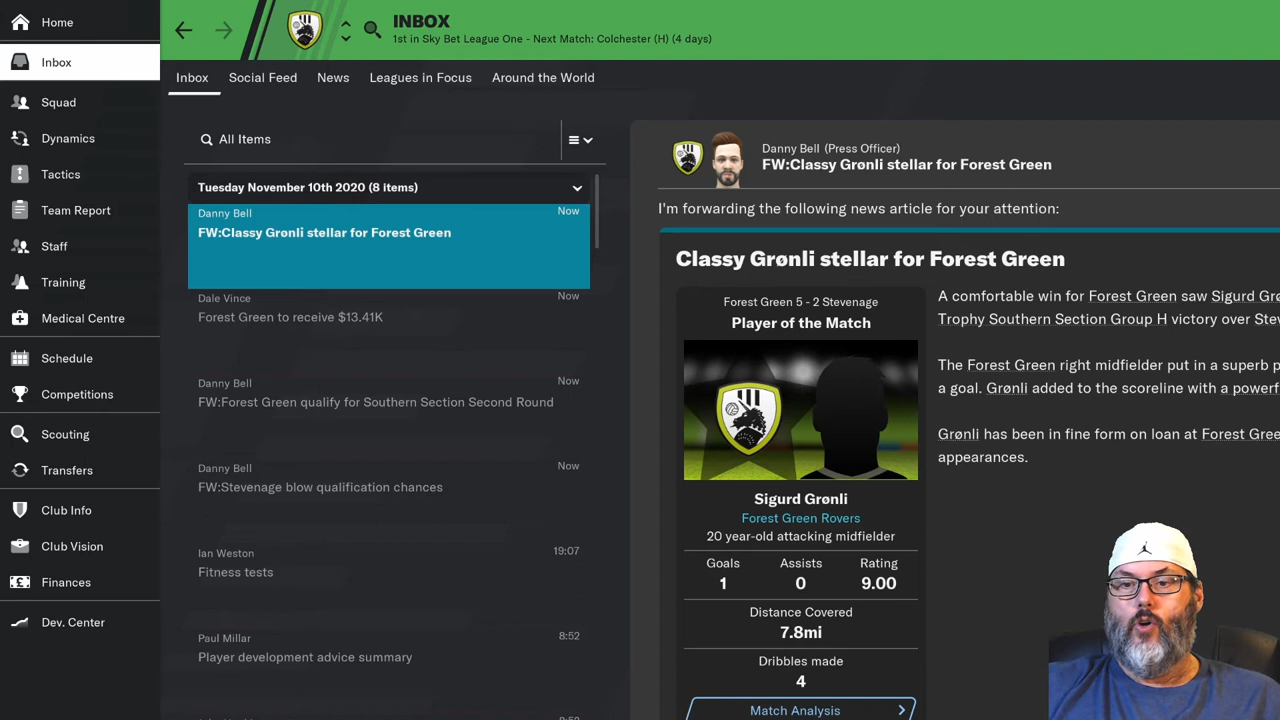 Home
Inbox
Squad
Dynamics
Tactics
Team Report
Staff
Training
Medical Centre
Schedule
Competitions
Scouting
Transfers
Club Info
Club Vision
Finances
Dev. Center
INBOX
1st in Sky Bet League One - Next Match: Colchester (H) (4 days)
Inbox Social Feed News Leagues in Focus Around the World
All Items
Tuesday November 10th 2020 (8 items)
Danny Bell Now
FW:Classy Grønli stellar for Forest Green
Dale Vince Now
Forest Green to receive $13.41K
Danny Bell Now
FW:Forest Green qualify for Southern Section Second Round
Danny Bell Now
FW:Stevenage blow qualification chances
Ian Weston 19:07
Fitness tests
Paul Millar 8:52
Player development advice summary
Danny Bell (Press Officer)
FW:Classy Grønli stellar for Forest Green
I'm forwarding the following news article for your attention:
Classy Grønli stellar for Forest Green
Forest Green 5 - 2 Stevenage
Player of the Match
Sigurd Grønli
Forest Green Rovers
20 year-old attacking midfielder
Goals Assists Rating
1 0 9.00
Distance Covered
7.8mi
Dribbles made
4
Match Analysis
A comfortable win for Forest Green saw Sigurd Grø
Trophy Southern Section Group H victory over Stev
The Forest Green right midfielder put in a superb p
a goal. Grønli added to the scoreline with a powerf
Grønli has been in fine form on loan at Forest Gree
appearances.